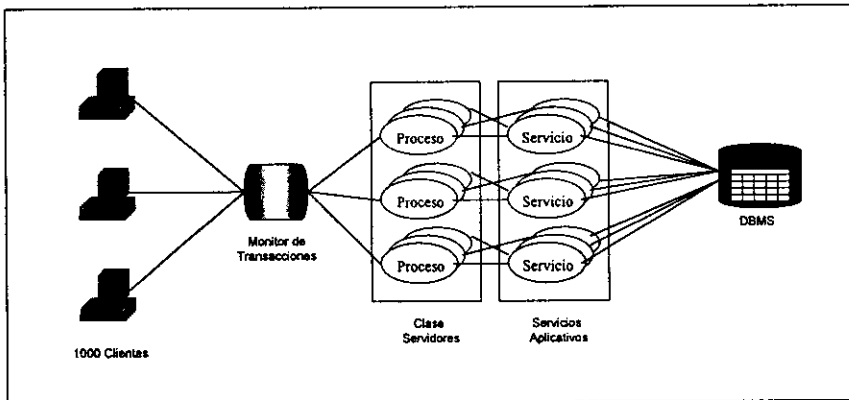 Proceso
Servicio
Proceso
Servicio
Proceso
Servicio
DBMS
Monitor de
Transacciones
Clase
Servidores
Servicios
Aplicativos
1000 Clientes